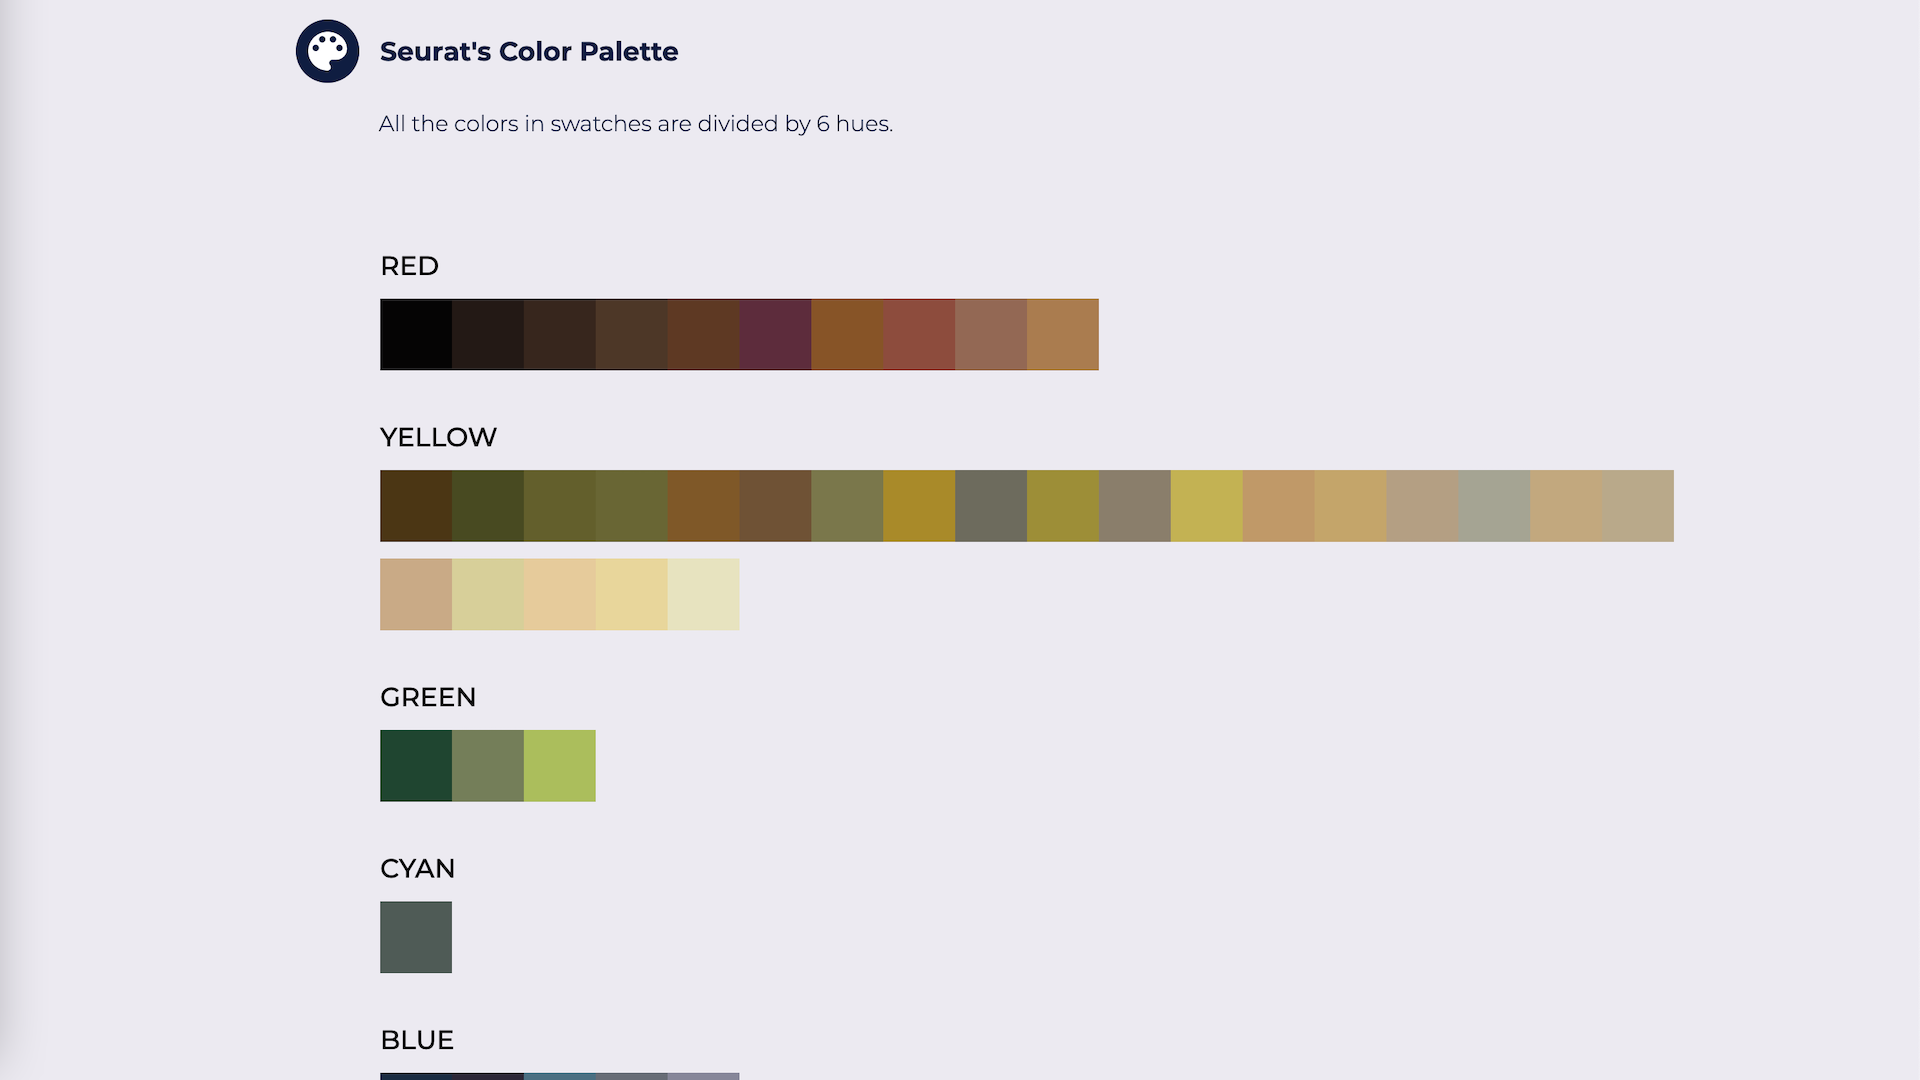 Seurat's Color Palette
All the colors in swatches are divided by 6 hues.
RED
YELLOW
GREEN
CYAN
BLUE